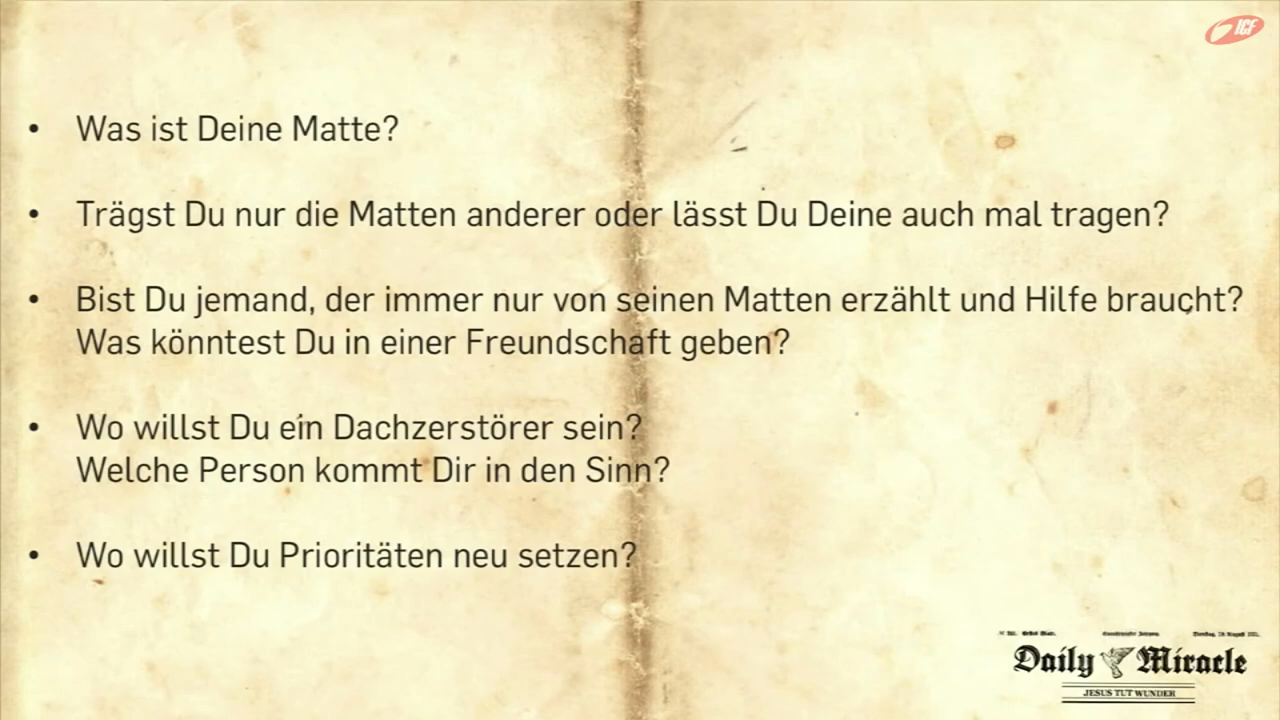 ICF
• Was ist Deine Matte?
• Trägst Du nur die Matten anderer oder lässt Du Deine auch mal tragen?
• Bist Du jemand, der immer nur von seinen Matten erzählt und Hilfe braucht?
Was könntest Du in einer Freundschaft geben?
• Wo willst Du ein Dachzerstörer sein?
Welche Person kommt Dir in den Sinn?
• Wo willst Du Prioritäten neu setzen?
Daily Miracle
JESUS TUT WUNDER